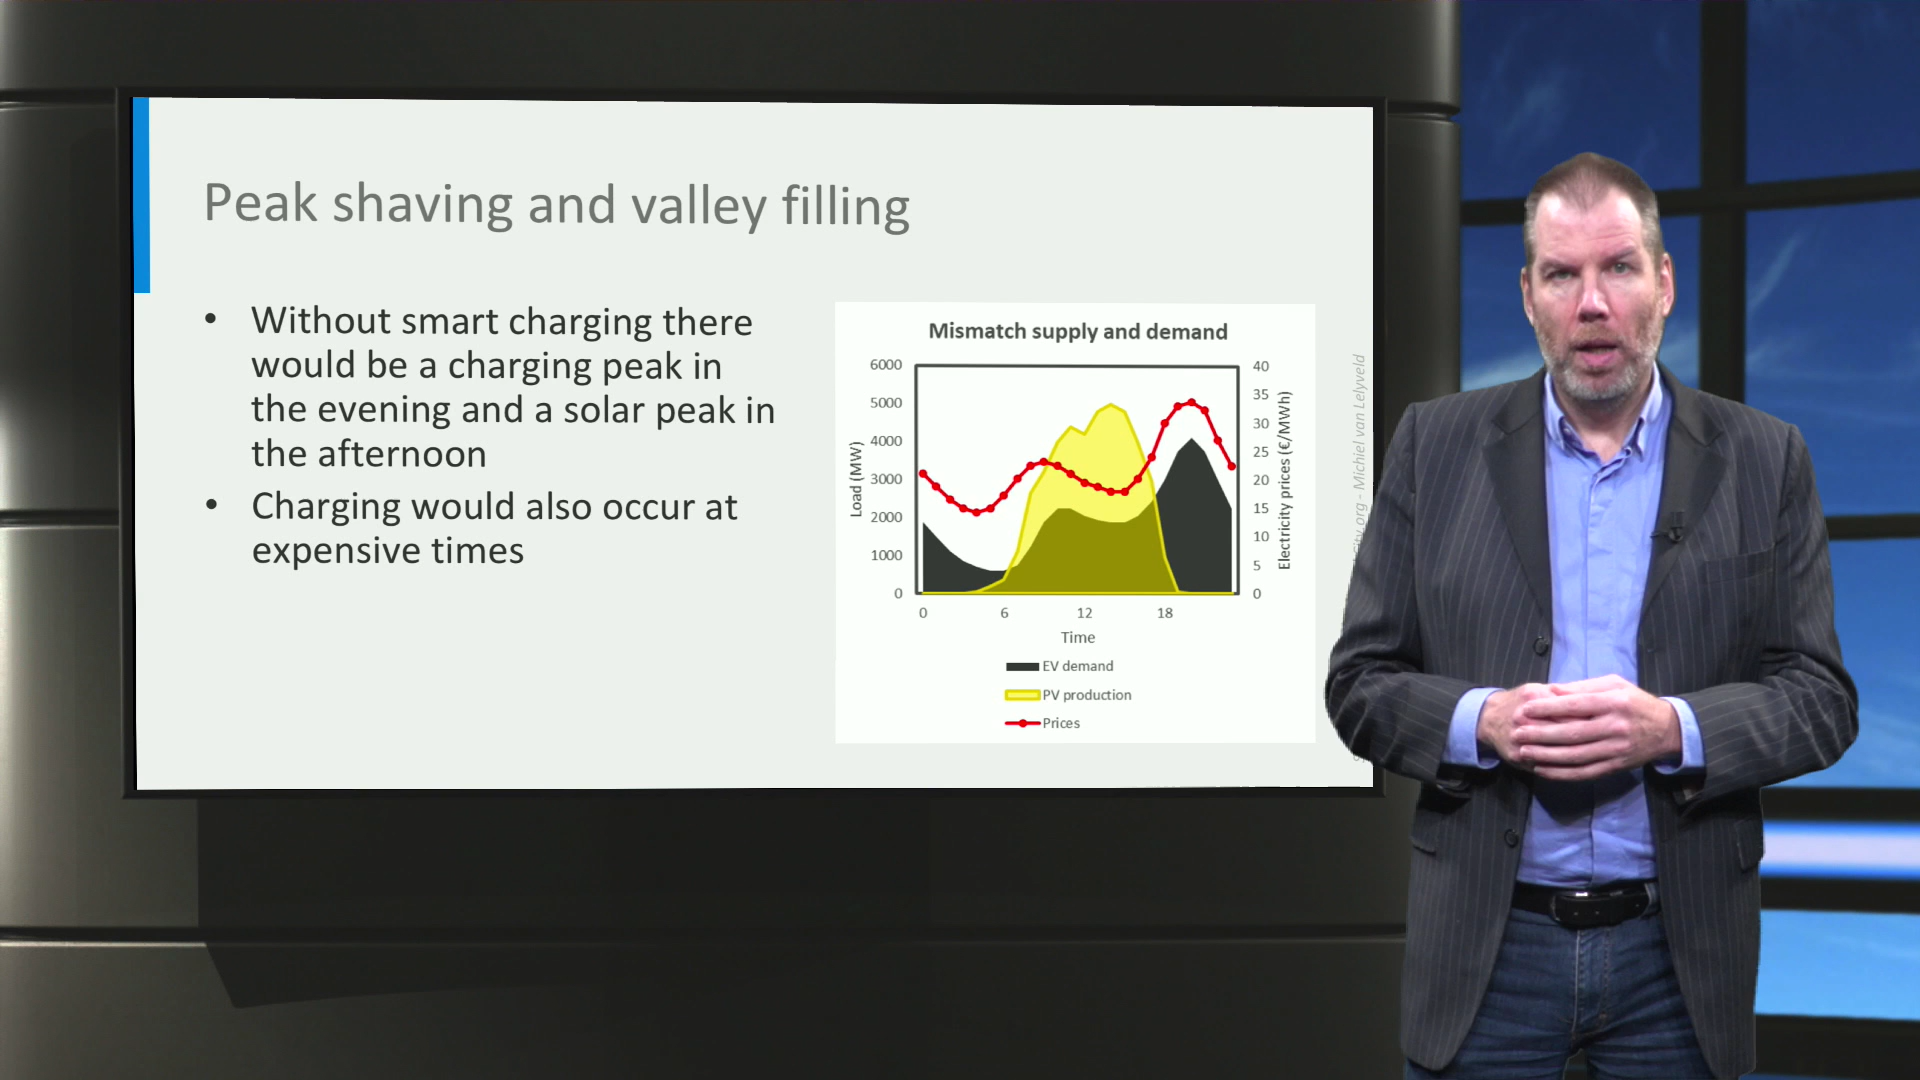 Peak shaving and valley filling
• Without smart charging there
would be a charging peak in
the evening and a solar peak in
the afternoon
• Charging would also occur at
expensive times
Mismatch supply and demand
6000
5000
4000
3000
2000
1000
0
Load (MW)
40
35
30
25
20
15
10
5
0
Electricity prices (€/MWh)
0 6 12 18
Time
EV demand
PV production
Prices
City.org - Michiel van Lelyveld